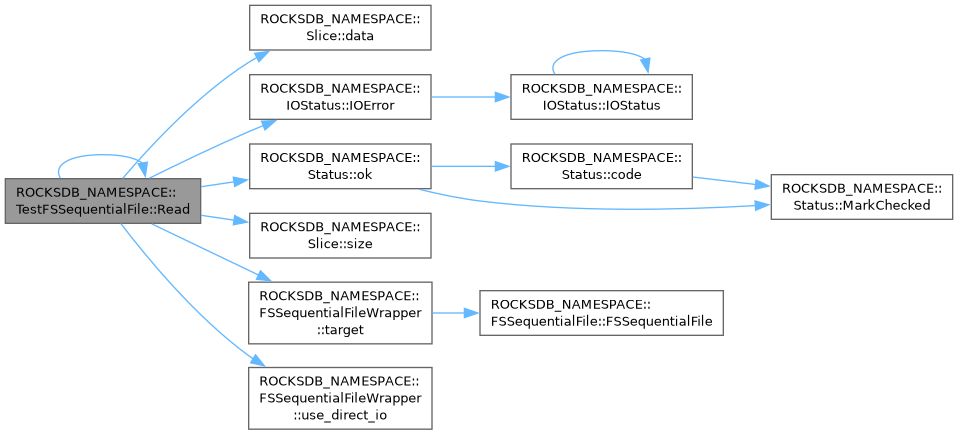 ROCKSDB_NAMESPACE::
TestFSSequentialFile::Read
ROCKSDB_NAMESPACE::
Slice::data
ROCKSDB_NAMESPACE::
IOStatus::IOError
ROCKSDB_NAMESPACE::
IOStatus::IOStatus
ROCKSDB_NAMESPACE::
Status::ok
ROCKSDB_NAMESPACE::
Status::code
ROCKSDB_NAMESPACE::
Status::MarkChecked
ROCKSDB_NAMESPACE::
Slice::size
ROCKSDB_NAMESPACE::
FSSequentialFileWrapper
::target
ROCKSDB_NAMESPACE::
FSSequentialFile::FSSequentialFile
ROCKSDB_NAMESPACE::
FSSequentialFileWrapper
::use_direct_io